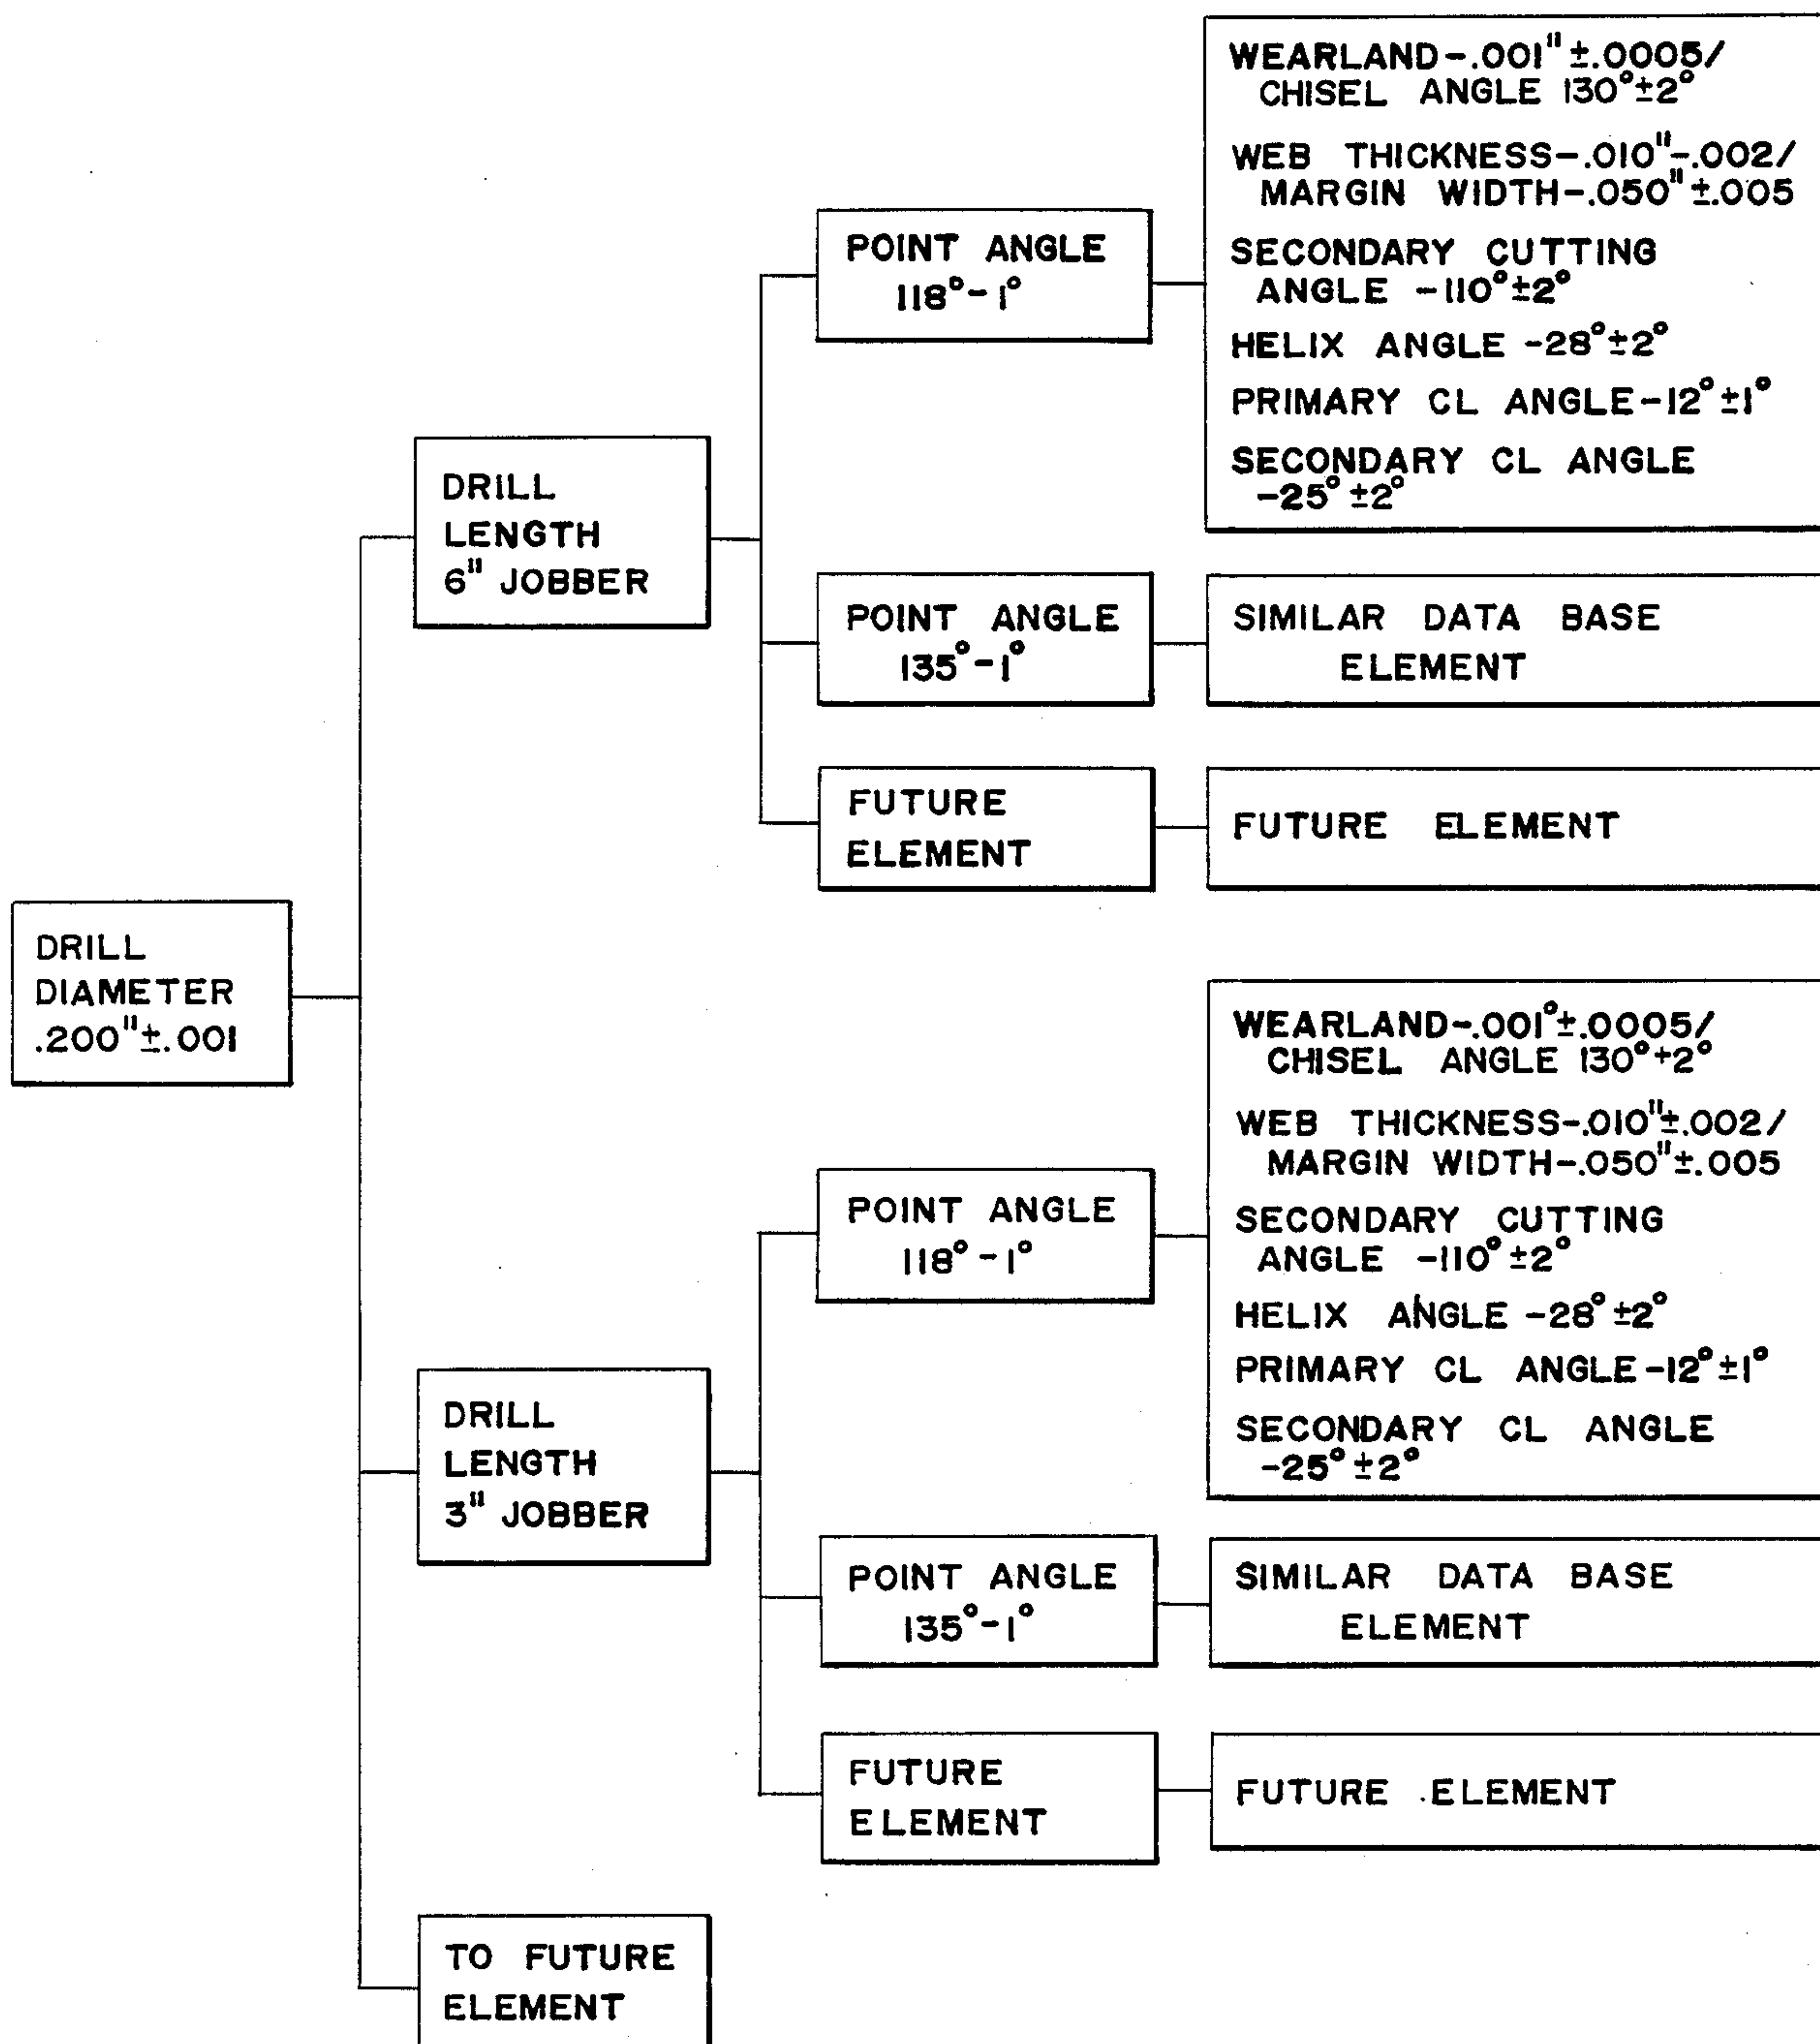 DRILL
DIAMETER
.200"±.001
DRILL
LENGTH
6" JOBBER
POINT ANGLE
118°-1°
WEARLAND-.001"±.0005/
CHISEL ANGLE 130°±2°
WEB THICKNESS-.010"-.002/
MARGIN WIDTH-.050"±.005
SECONDARY CUTTING
ANGLE -110°±2°
HELIX ANGLE -28°±2°
PRIMARY CL ANGLE-12°±1°
SECONDARY CL ANGLE
-25°±2°
POINT ANGLE
135°-1°
SIMILAR DATA BASE
ELEMENT
FUTURE
ELEMENT
FUTURE ELEMENT
DRILL
LENGTH
3" JOBBER
POINT ANGLE
118°-1°
WEARLAND-.001°±.0005/
CHISEL ANGLE 130°+2°
WEB THICKNESS-.010"±.002/
MARGIN WIDTH-.050"±.005
SECONDARY CUTTING
ANGLE -110°±2°
HELIX ANGLE -28°±2°
PRIMARY CL ANGLE-12°±1°
SECONDARY CL ANGLE
-25°±2°
POINT ANGLE
135°-1°
SIMILAR DATA BASE
ELEMENT
FUTURE
ELEMENT
FUTURE ELEMENT
TO FUTURE
ELEMENT